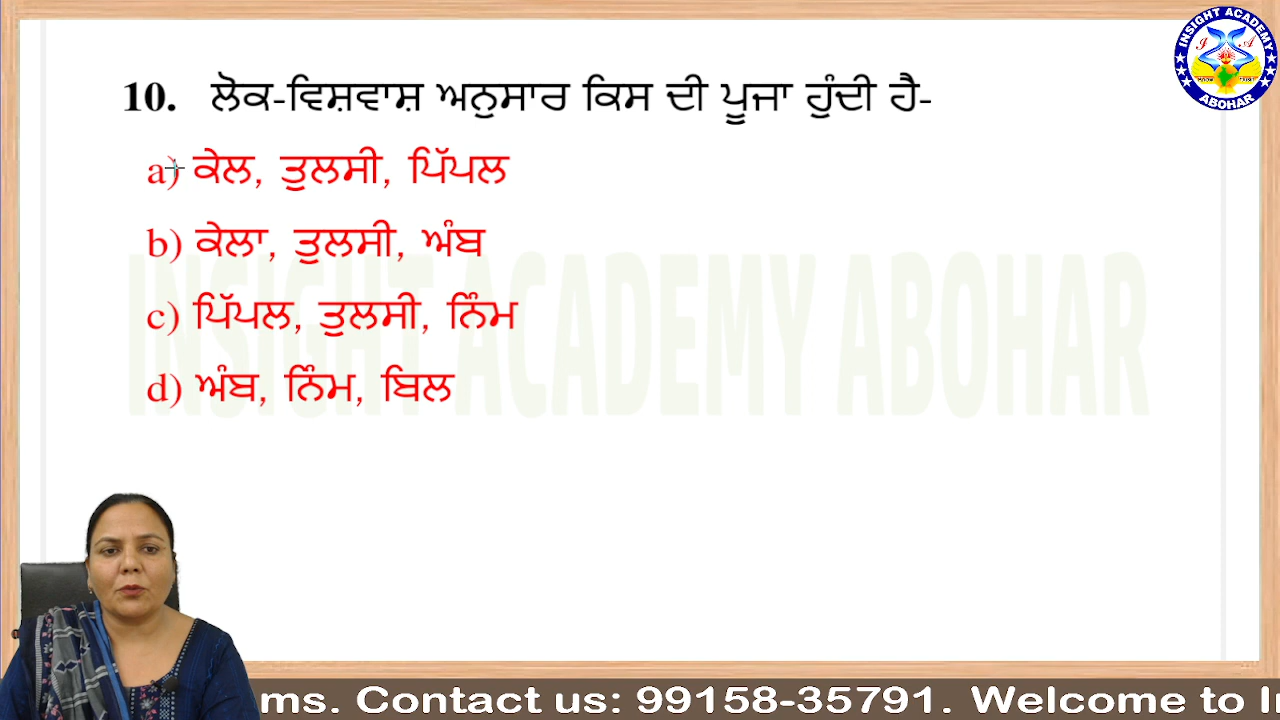 10. ਲੋਕ-ਵਿਸ਼ਵਾਸ਼ ਅਨੁਸਾਰ ਕਿਸ ਦੀ ਪੂਜਾ ਹੁੰਦੀ ਹੈ-
a) ਕੇਲ, ਤੁਲਸੀ, ਪਿੱਪਲ
b) ਕੇਲਾ, ਤੁਲਸੀ, ਅੰਬ
c) ਪਿੱਪਲ, ਤੁਲਸੀ, ਨਿੰਮ
d) ਅੰਬ, ਨਿੰਮ, ਬਿਲ
INSIGHT ACADEMY ABOHAR
INSIGHT ACADEMY
I A
ABOHAR
ms. Contact us: 99158-35791. Welcome to I